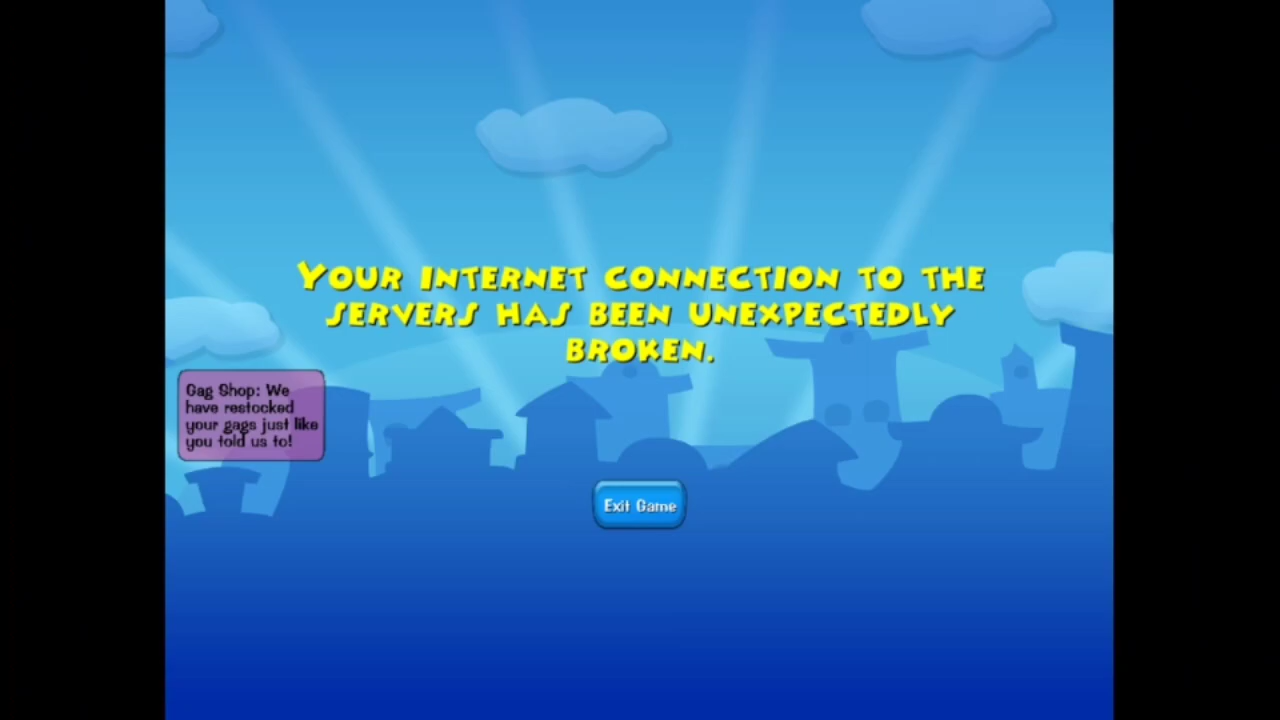 Your Internet connection to the
servers has been unexpectedly
broken.
Gag Shop: We
have restocked
your gags just like
you told us to!
Exit Game